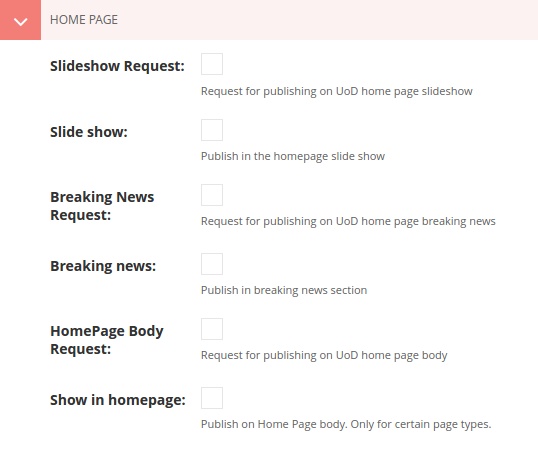 HOME PAGE
Slideshow Request:
Request for publishing on UoD home page slideshow
Slide show:
Publish in the homepage slide show
Breaking News
Request:
Request for publishing on UoD home page breaking news
Breaking news:
Publish in breaking news section
HomePage Body
Request:
Request for publishing on UoD home page body
Show in homepage:
Publish on Home Page body. Only for certain page types.